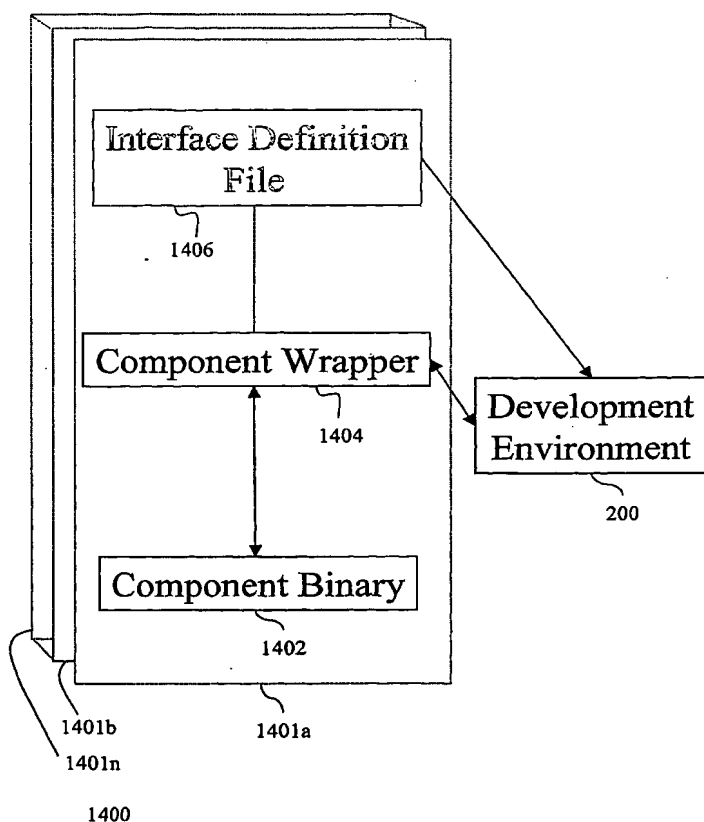 Interface Definition
File
1406
Component Wrapper
1404
Development
Environment
200
Component Binary
1402
1401b
1401a
1401n
1400